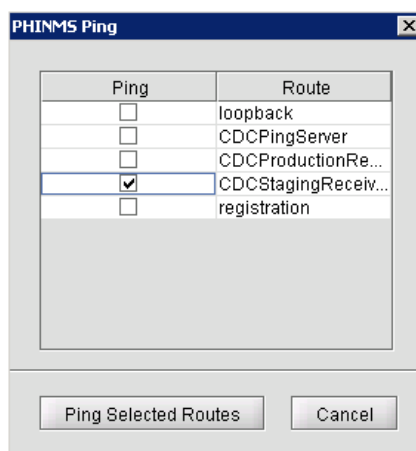 PHINMS Ping
Ping Route
loopback
CDCPingServer
CDCProductionRe...
CDCStagingReceiv...
registration
Ping Selected Routes Cancel